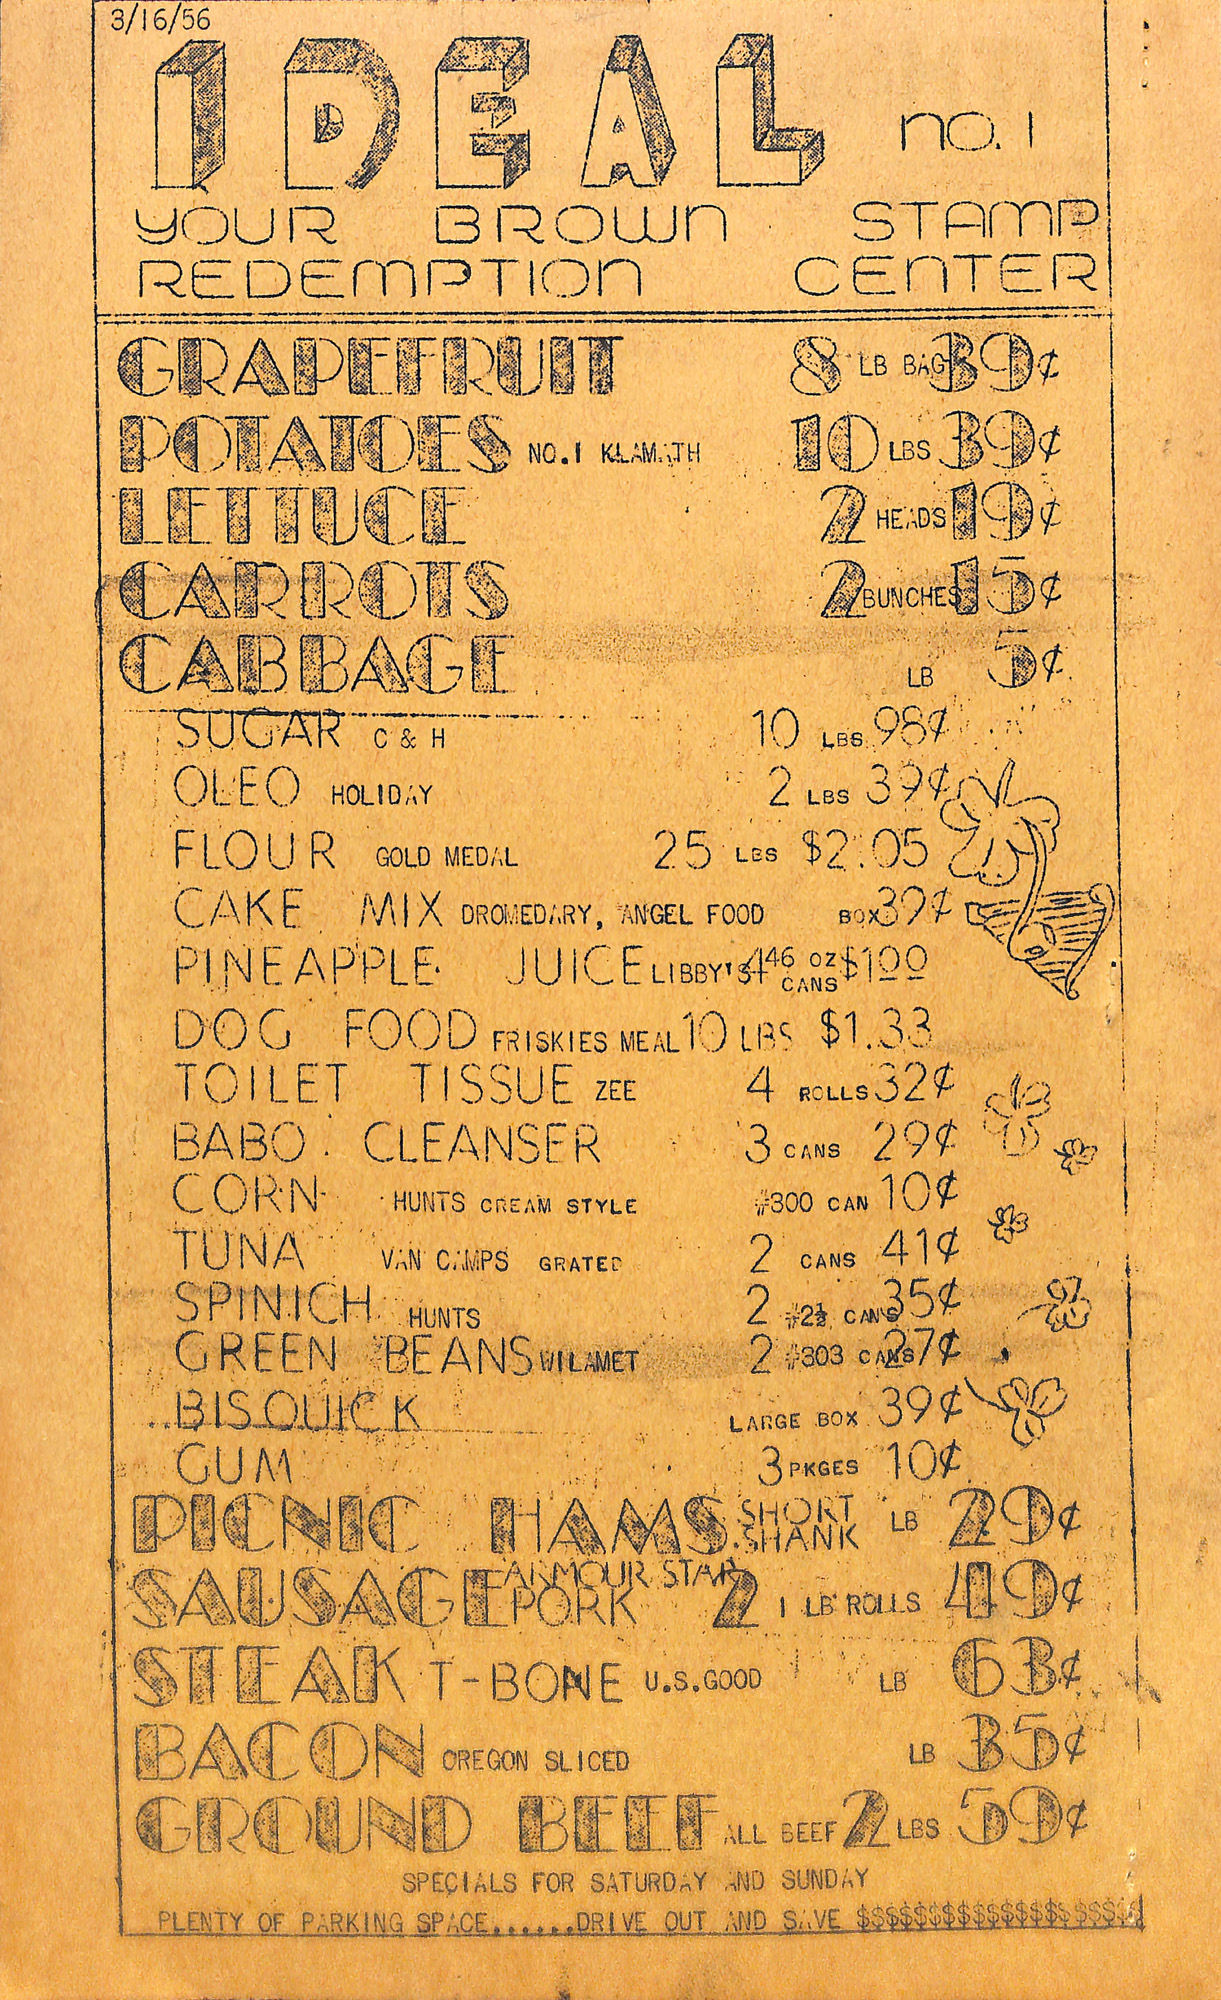 3/16/56
IDEAL no. 1
YOUR BROWN STAMP
REDEMPTION CENTER
GRAPEFRUIT 8 LB BAG 39¢
POTATOES NO.1 KLAMATH 10 LBS 39¢
LETTUCE 2 HEADS 19¢
CARROTS 2 BUNCHES 15¢
CABBAGE LB 5¢
SUGAR C & H 10 LBS 98¢
OLEO HOLIDAY 2 LBS 39¢
FLOUR GOLD MEDAL 25 LBS $2.05
CAKE MIX DROMEDARY, ANGEL FOOD BOX 39¢
PINEAPPLE JUICE LIBBY'S 4 46 OZ CANS $1.00
DOG FOOD FRISKIES MEAL 10 LBS $1.33
TOILET TISSUE ZEE 4 ROLLS 32¢
BABO CLEANSER 3 CANS 29¢
CORN HUNTS CREAM STYLE #300 CAN 10¢
TUNA VAN CAMPS GRATED 2 CANS 41¢
SPINICH HUNTS 2 #2½ CANS 35¢
GREEN BEANS WILAMET 2 #303 CANS 27¢
BISQUICK LARGE BOX 39¢
GUM 3 PKGES 10¢
PICNIC HAMS SHORT SHANK LB 29¢
SAUSAGE ARMOUR STAR PORK 2 1 LB ROLLS 49¢
STEAK T-BONE U.S.GOOD LB 63¢
BACON OREGON SLICED LB 35¢
GROUND BEEF ALL BEEF 2 LBS 59¢
SPECIALS FOR SATURDAY AND SUNDAY
PLENTY OF PARKING SPACE......DRIVE OUT AND SAVE $$$$$$$$$$$$$$$$$$$$